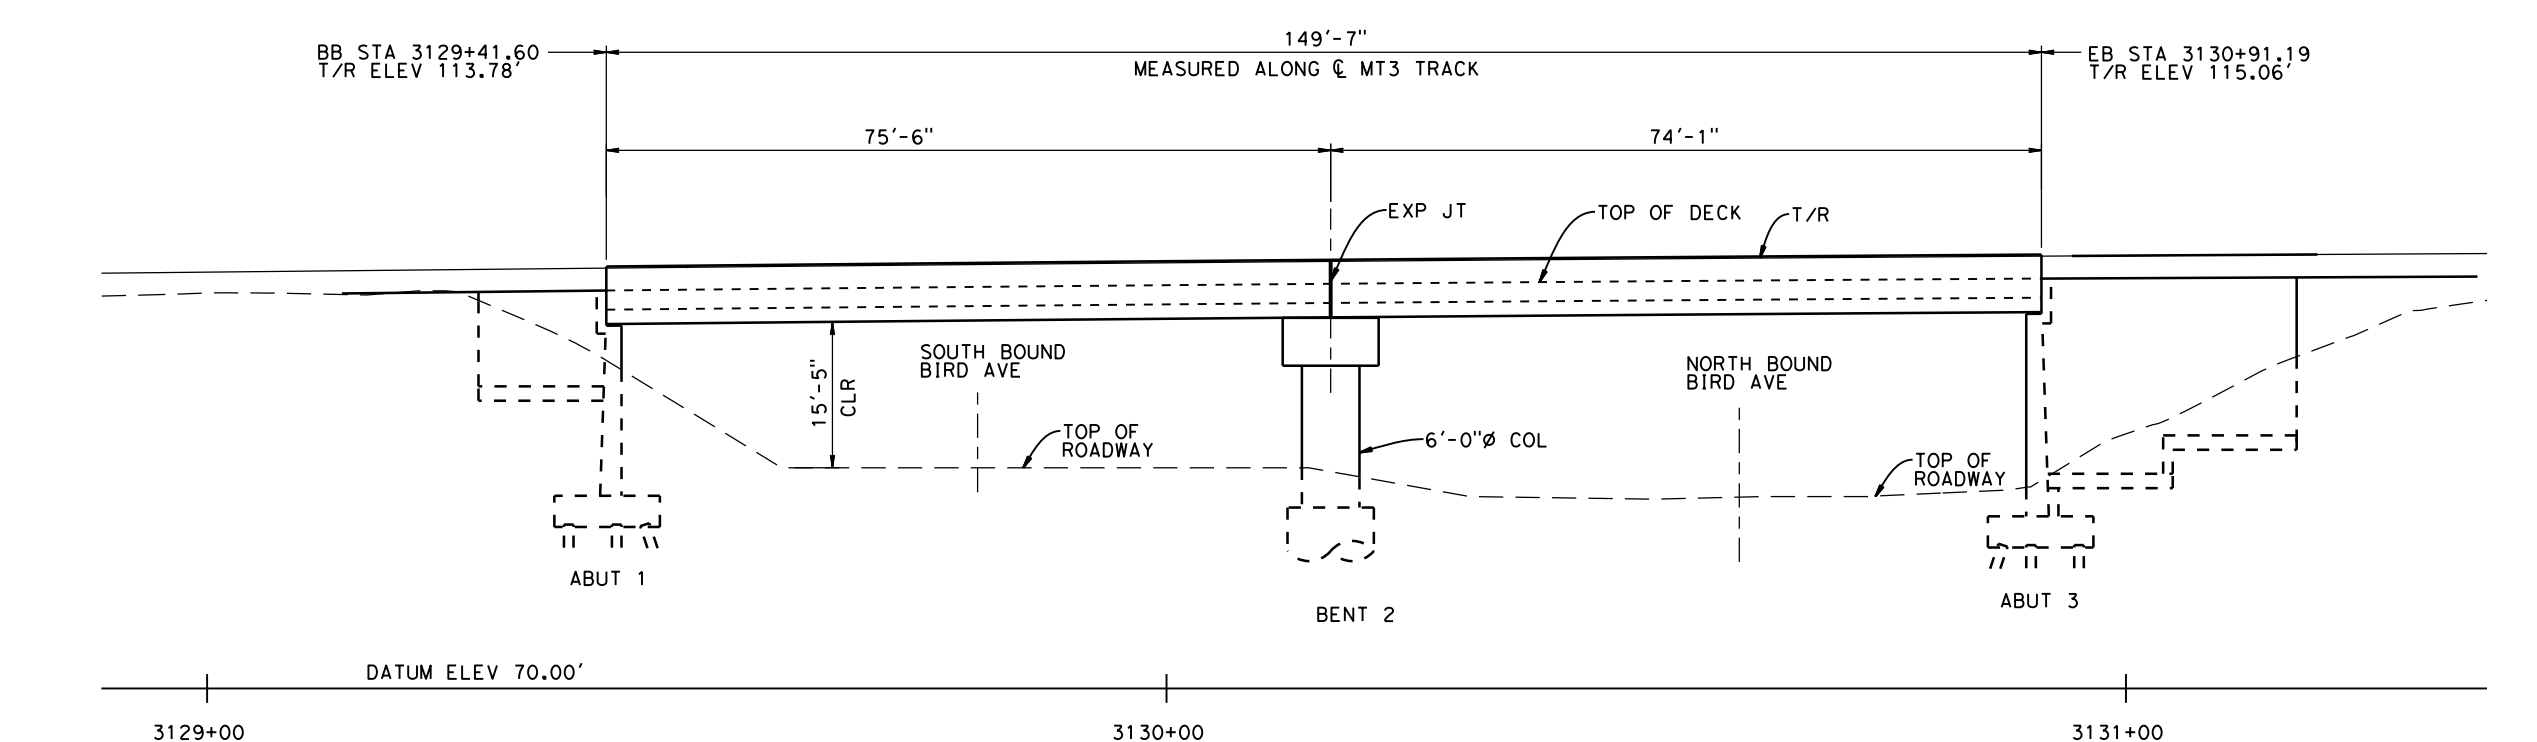 149'-7"
BB STA 3129+41.60
T/R ELEV 113.78'
MEASURED ALONG ℄ MT3 TRACK
EB STA 3130+91.19
T/R ELEV 115.06'
75'-6"
74'-1"
EXP JT
TOP OF DECK
T/R
15'-5"
CLR
SOUTH BOUND
BIRD AVE
NORTH BOUND
BIRD AVE
TOP OF
ROADWAY
6'-0"Ø COL
TOP OF
ROADWAY
ABUT 1
BENT 2
ABUT 3
DATUM ELEV 70.00'
3129+00
3130+00
3131+00